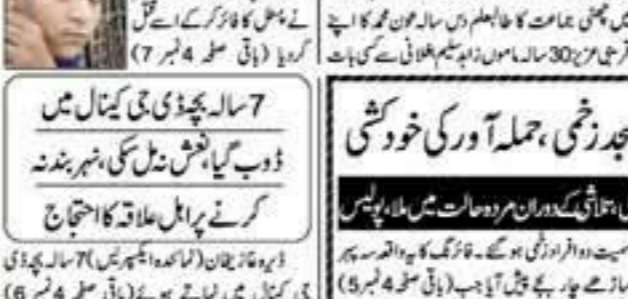 میں چھٹی جماعت کا طالبعلم دس سالہ عون محمد کا اپنے
قریبی عزیز 30 سالہ ماموں زاہد سلیم افغانی سے کسی بات
نے پسٹل کا فائر کر کے اسے قتل
کر دیا (باقی صفحہ 4 نمبر 7)
7 سالہ بچہ ڈی جی کینال میں
ڈوب گیا، نعش نہ مل سکی، نہر بند نہ
کرنے پر اہل علاقہ کا احتجاج
ڈیرہ غازیخان (نمائندہ ایکسپریس) 7 سالہ بچہ ڈی
جی کینال میں نہاتے ہوئے (باقی صفحہ 4 نمبر 6)
زخمی، حملہ آور کی خودکشی
تلاشی کے دوران مردہ حالت میں ملا، پولیس
سمیت دو افراد زخمی ہو گئے۔ فائرنگ کا یہ واقعہ سہ پہر
ساڑھے چار بجے پیش آیا جب (باقی صفحہ 4 نمبر 5)